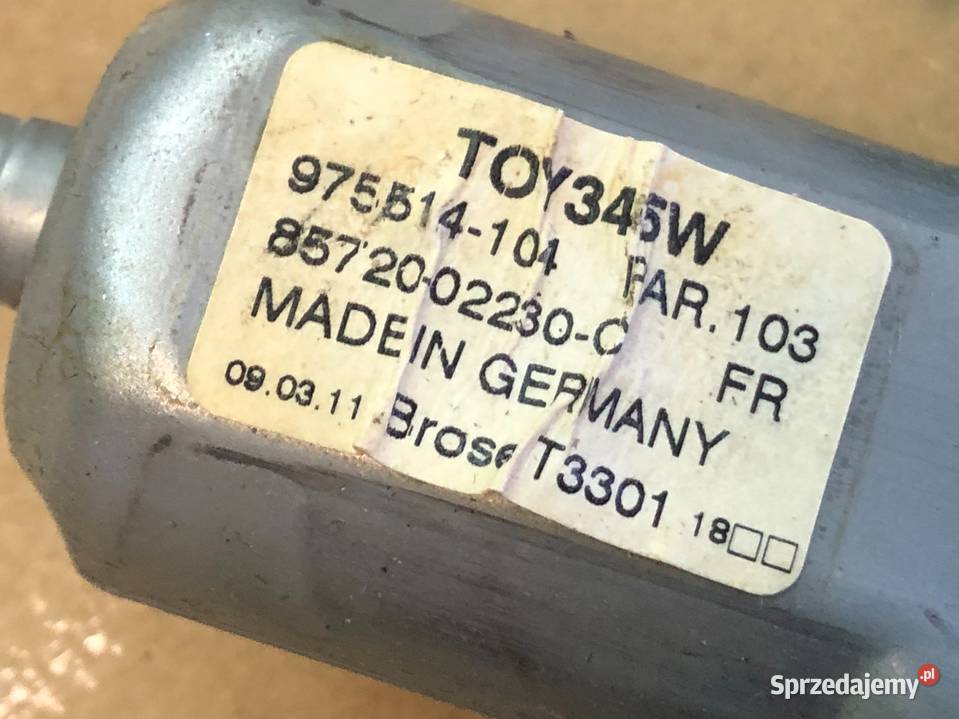 TOY345W
975514-104 PAR.103
85720-02230-C FR
MADE IN GERMANY
09.03.11 Brose T3301 18□□
Sprzedajemy.pl